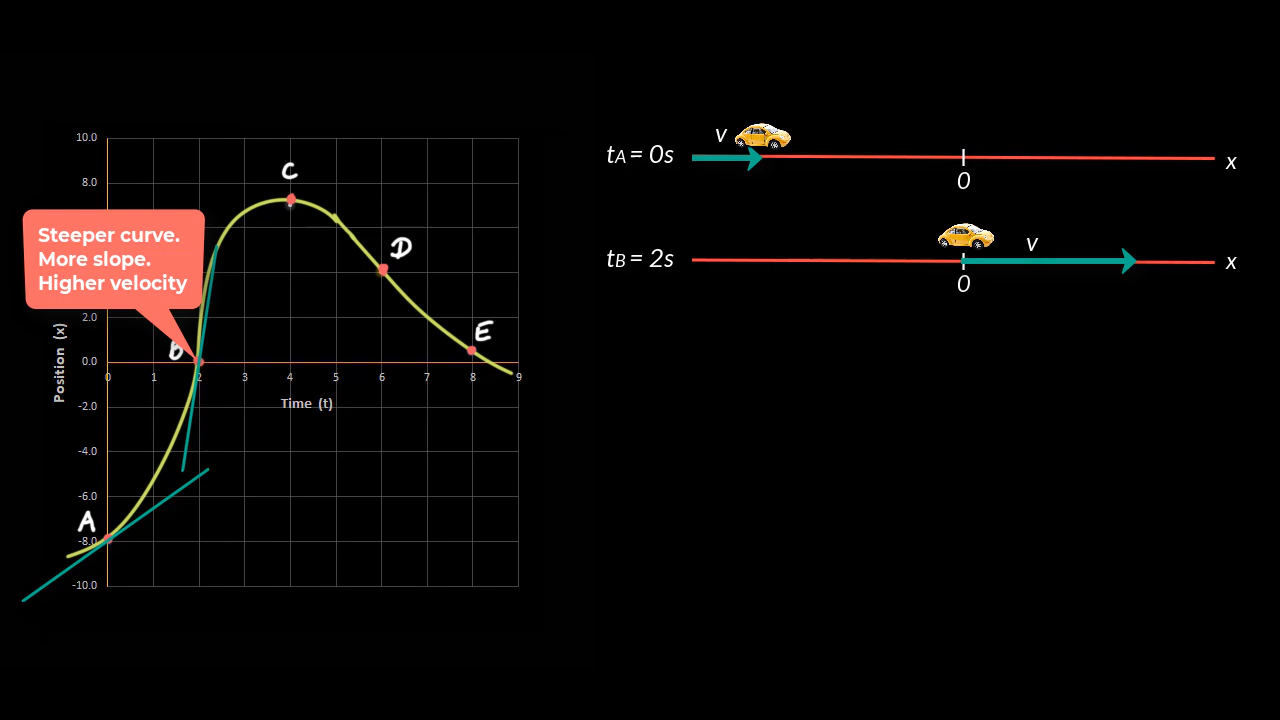 10.0
8.0
Steeper curve.
More slope.
Higher velocity
2.0
0.0
-2.0
-4.0
-6.0
-8.0
-10.0
0 1 2 3 4 5 6 7 8 9
Position (x)
Time (t)
A
B
C
D
E
tA = 0s
v
0
x
tB = 2s
v
0
x